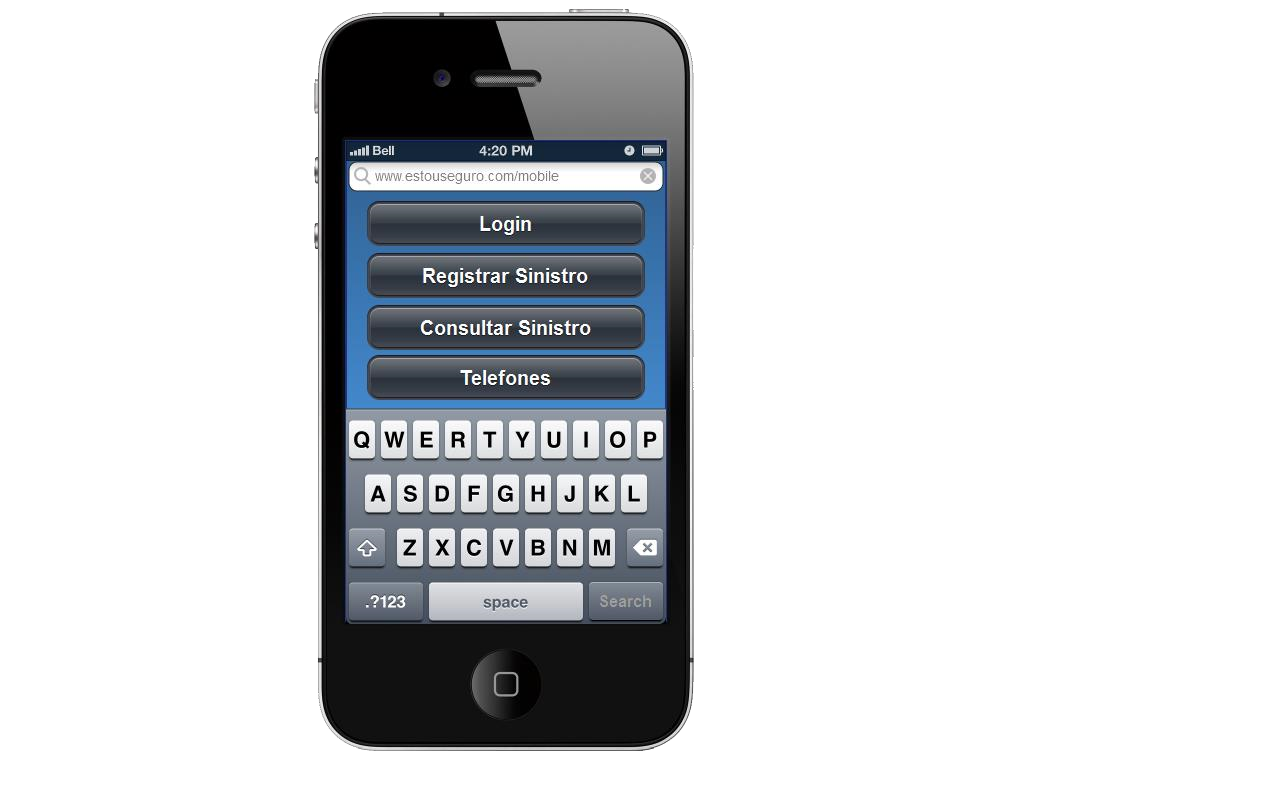 Bell 4:20 PM
www.estouseguro.com/mobile
Login
Registrar Sinistro
Consultar Sinistro
Telefones
Q W E R T Y U I O P
A S D F G H J K L
Z X C V B N M
.?123 space Search